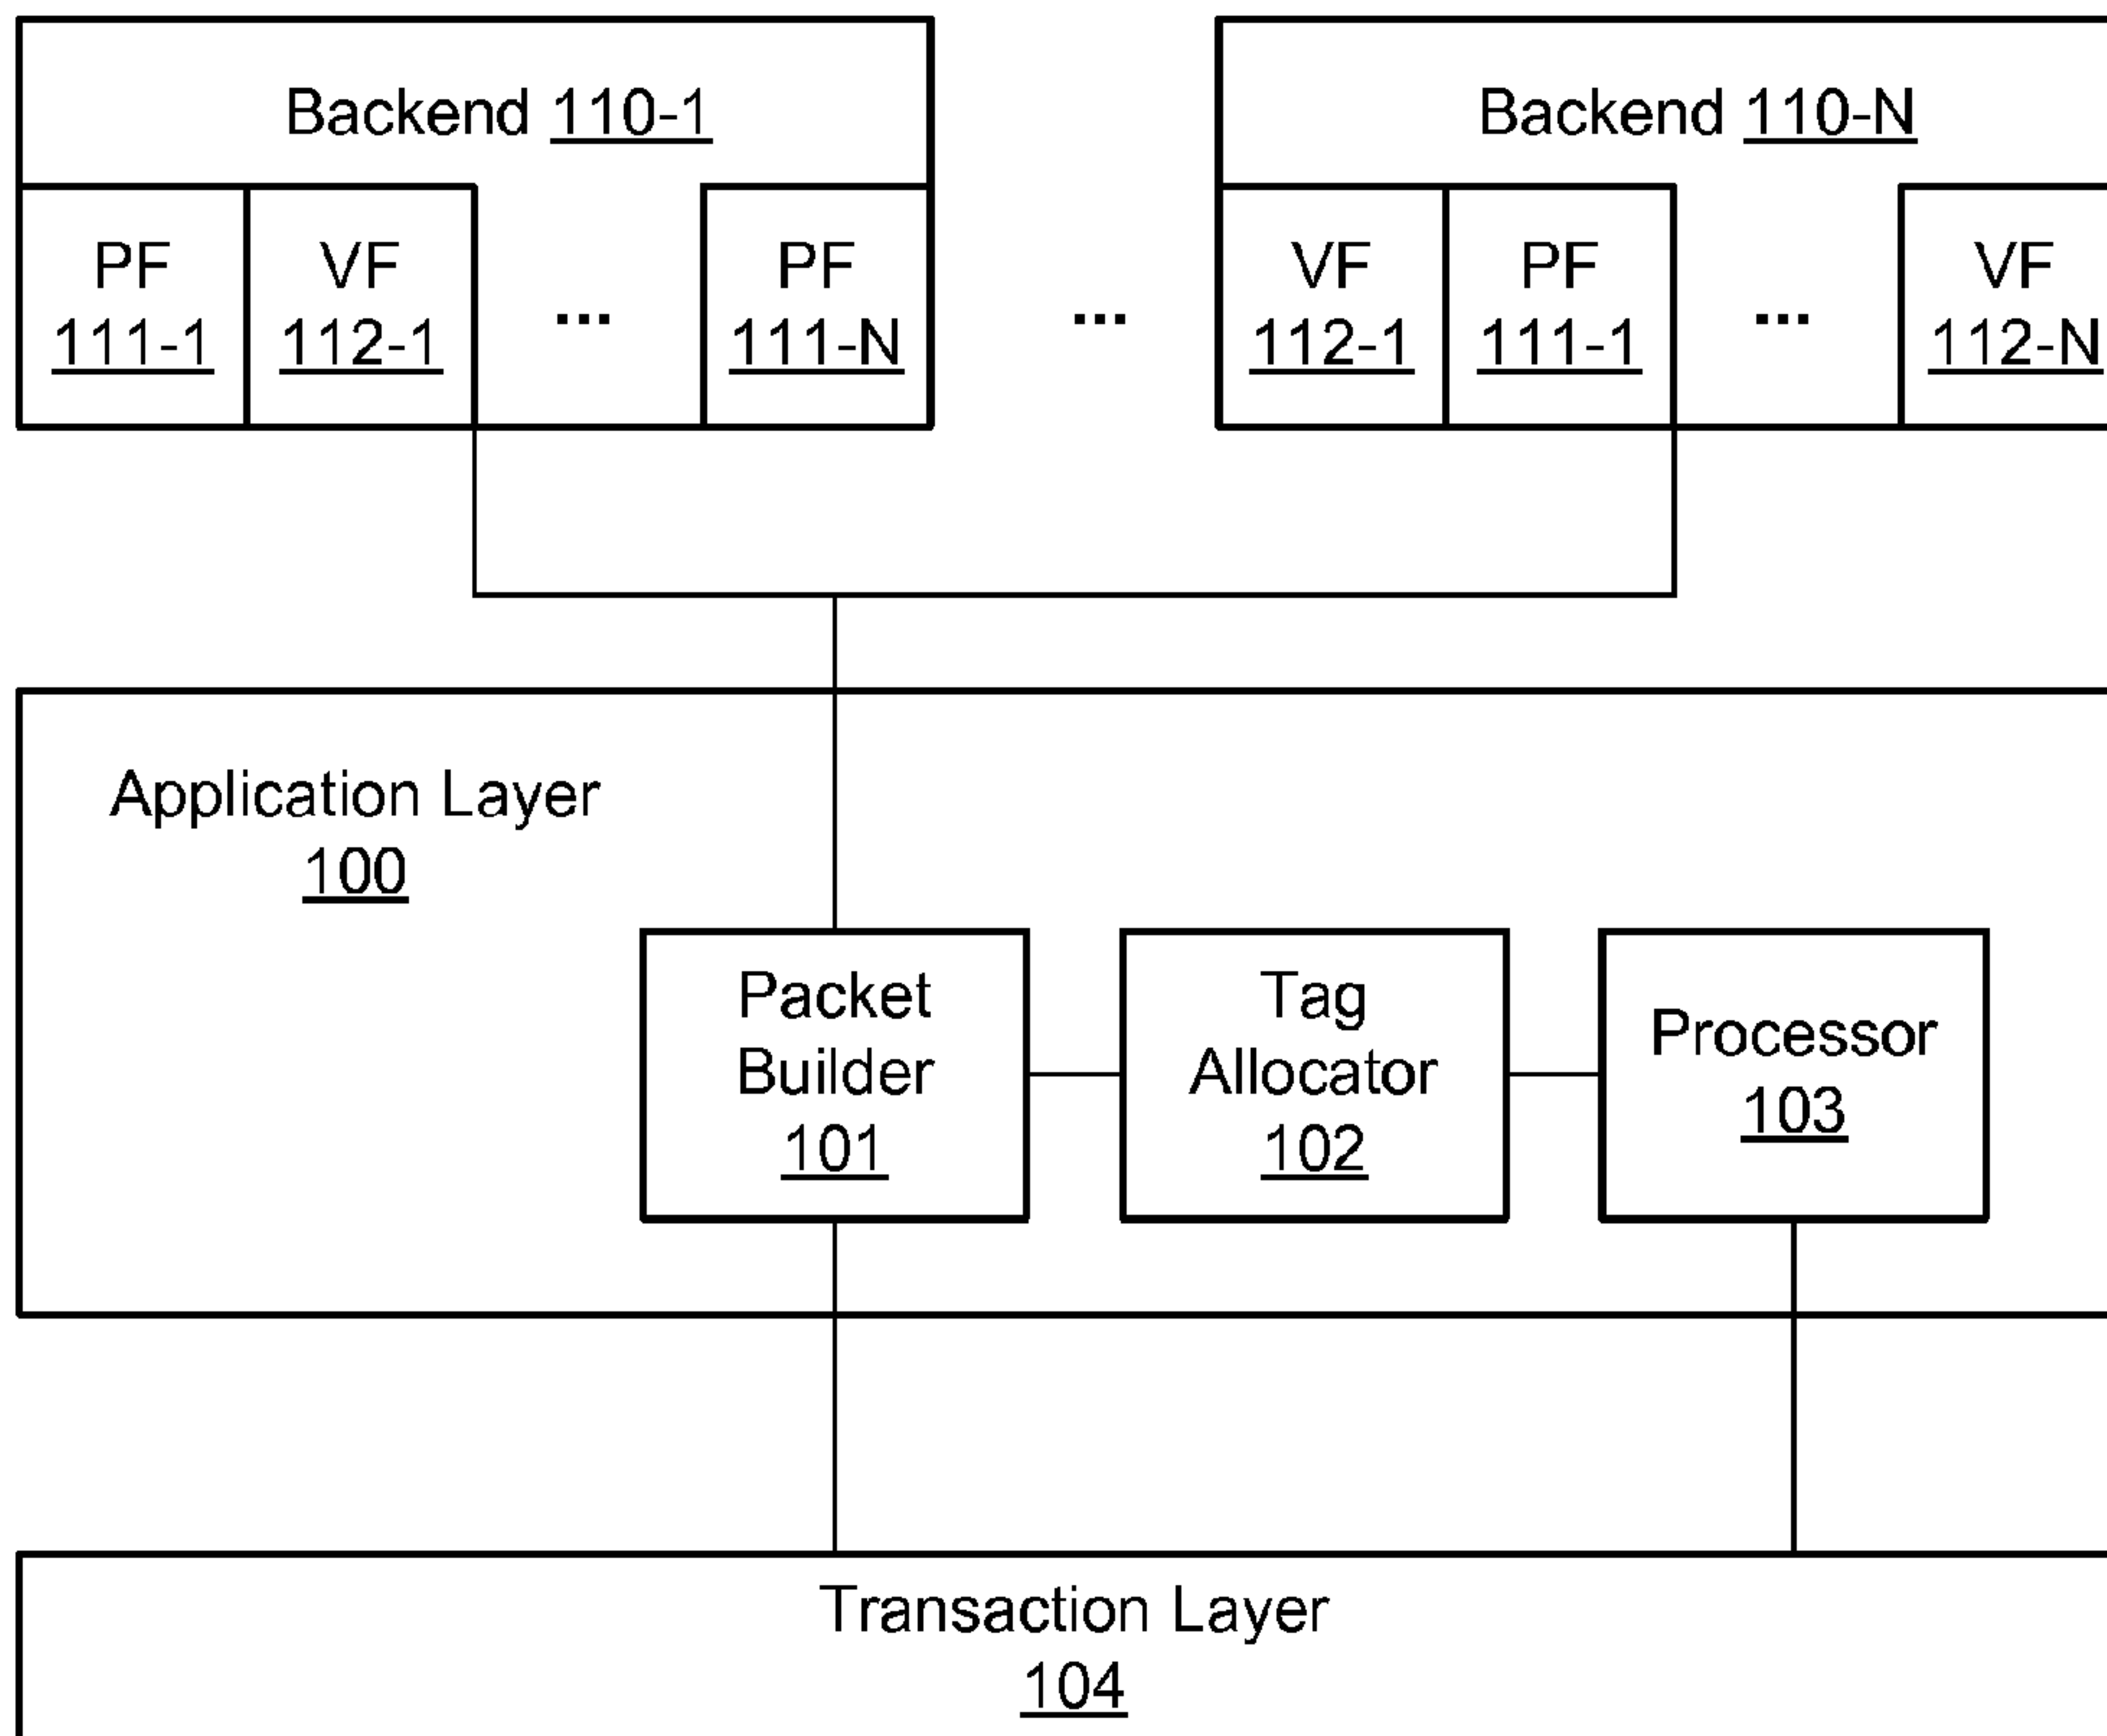 Backend 110-1
PF
111-1
VF
112-1
...
PF
111-N
...
Backend 110-N
VF
112-1
PF
111-1
...
VF
112-N
Application Layer
100
Packet
Builder
101
Tag
Allocator
102
Processor
103
Transaction Layer
104